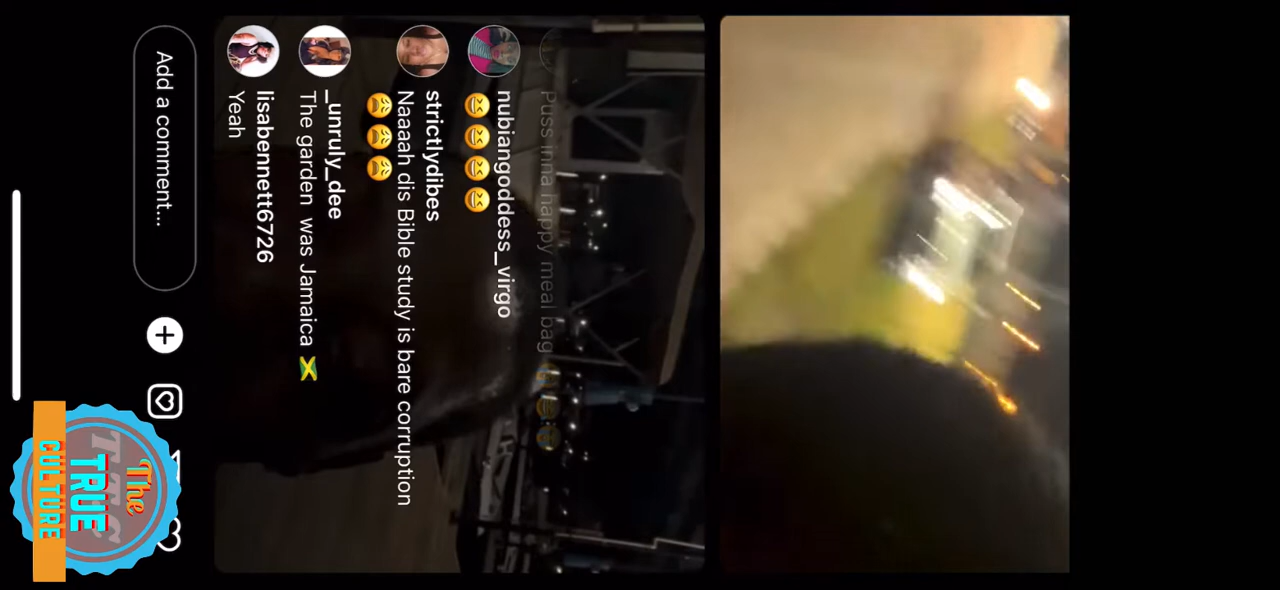 Puss inna happy meal bag 😂😂😂
nubiangoddess_virgo
😆😆😆😆
strictlydibes
Naaaah dis Bible study is bare corruption
😩😩😩
_unruly_dee
The garden was Jamaica 🇯🇲
lisabennett6726
Yeah
Add a comment...
TTC
The
TRUE
CULTURE